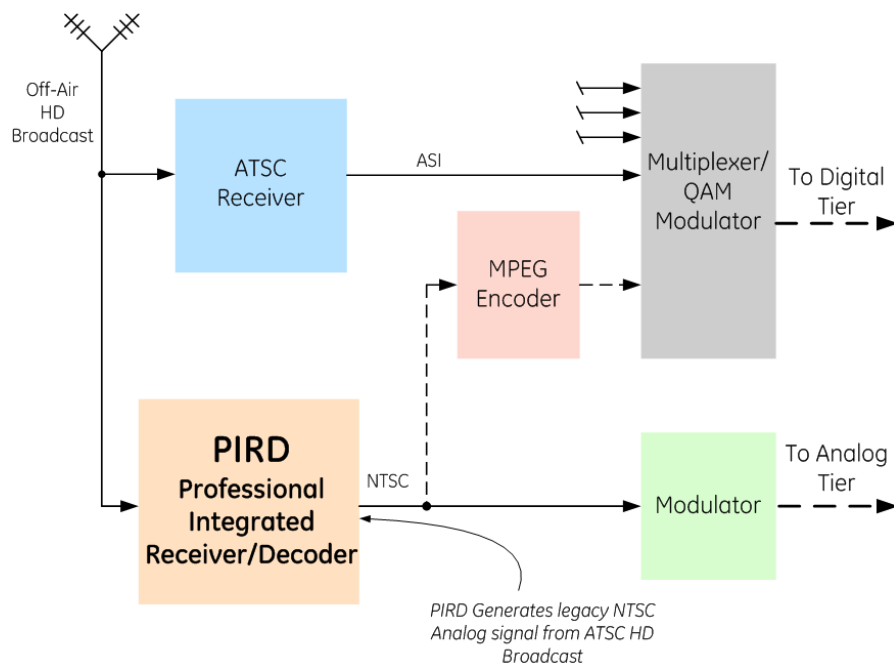 Off-Air
HD
Broadcast
ATSC
Receiver
ASI
Multiplexer/
QAM
Modulator
To Digital
Tier
MPEG
Encoder
PIRD
Professional
Integrated
Receiver/Decoder
NTSC
Modulator
To Analog
Tier
PIRD Generates legacy NTSC
Analog signal from ATSC HD
Broadcast